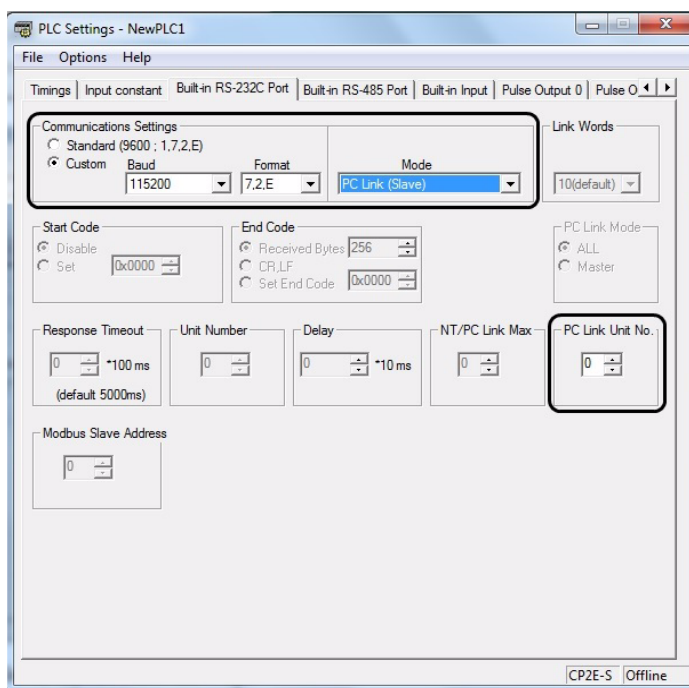 PLC Settings - NewPLC1
File Options Help
Timings Input constant Built-in RS-232C Port Built-in RS-485 Port Built-in Input Pulse Output 0 Pulse O
Communications Settings
Standard (9600 ; 1,7,2,E)
Custom Baud Format Mode
115200 7,2,E PC Link (Slave)
Link Words
10(default)
Start Code
Disable
Set 0x0000
End Code
Received Bytes 256
CR,LF
Set End Code 0x0000
PC Link Mode
ALL
Master
Response Timeout
0 *100 ms
(default 5000ms)
Unit Number
0
Delay
0 *10 ms
NT/PC Link Max
0
PC Link Unit No.
0
Modbus Slave Address
0
CP2E-S Offline